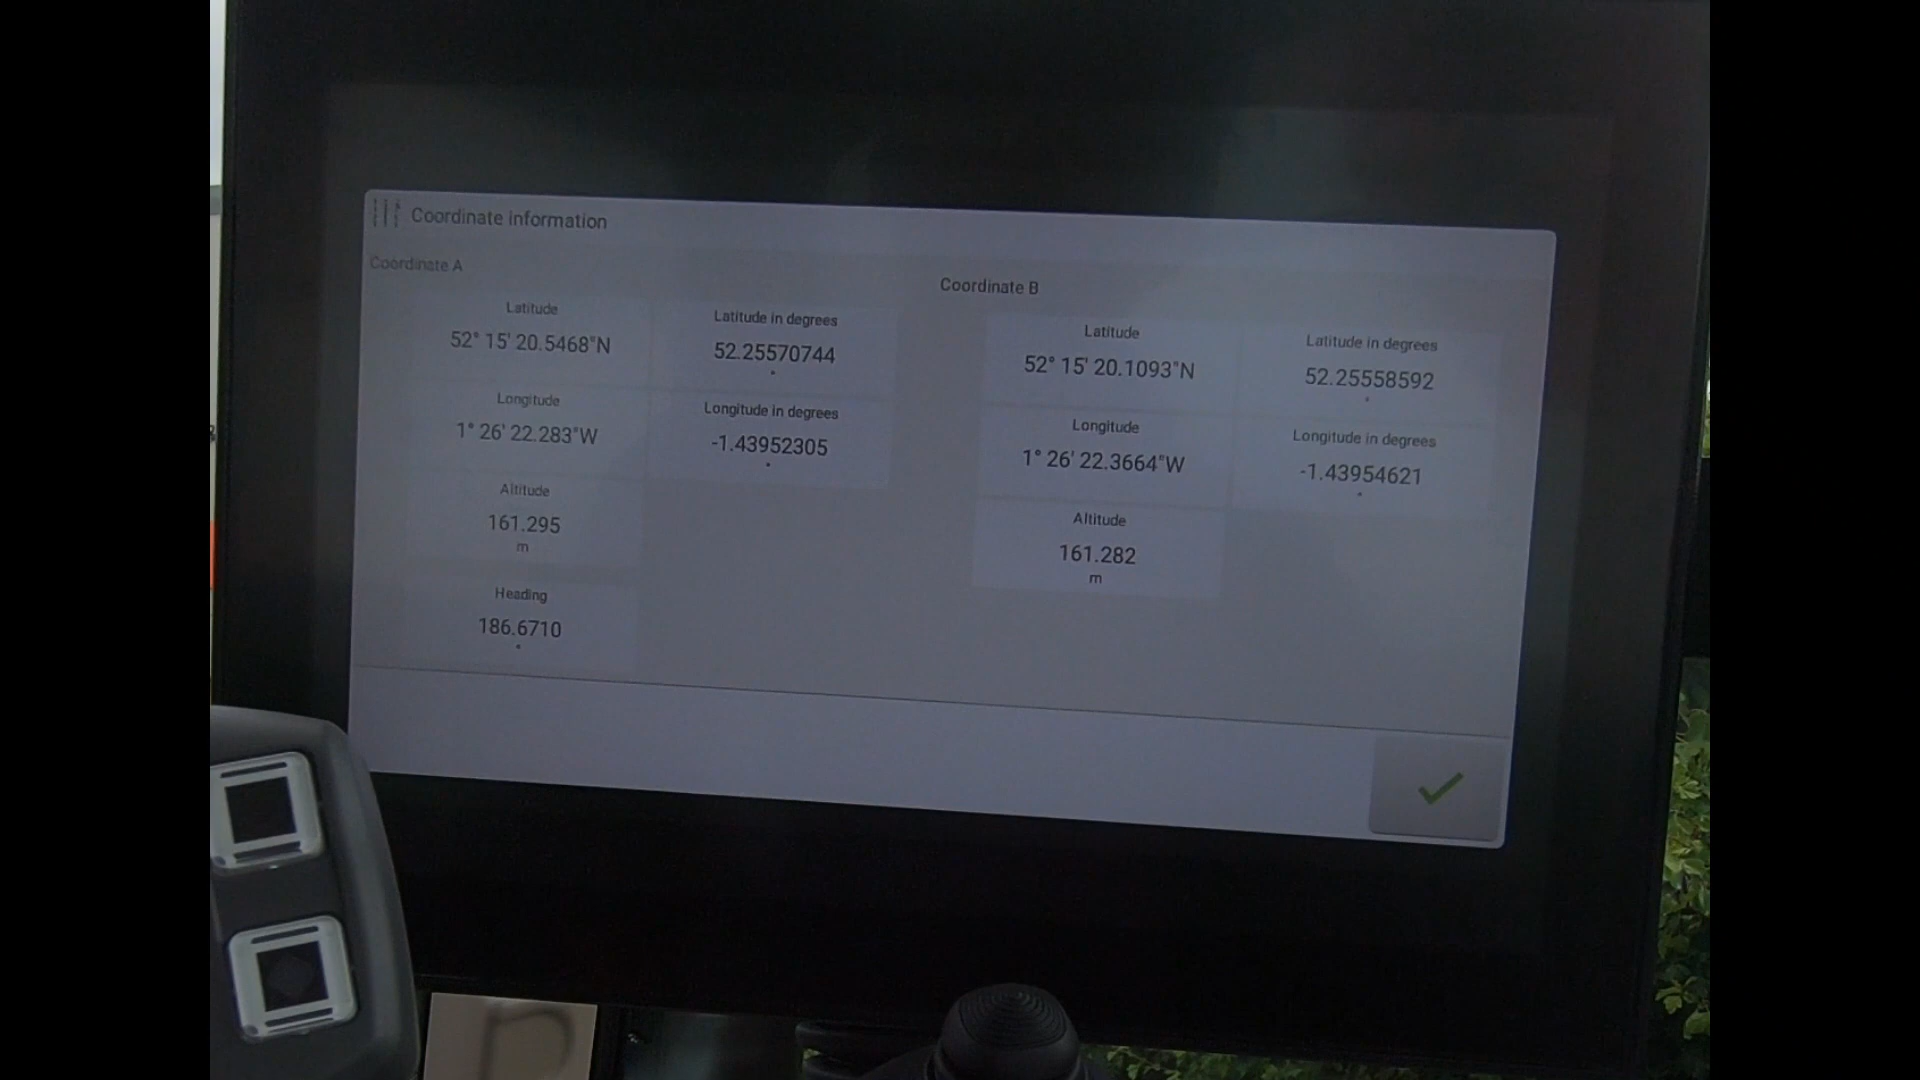 Coordinate information
Coordinate A
Latitude
52° 15' 20.5468"N
Latitude in degrees
52.25570744
°
Longitude
1° 26' 22.283"W
Longitude in degrees
-1.43952305
°
Altitude
161.295
m
Heading
186.6710
°
Coordinate B
Latitude
52° 15' 20.1093"N
Latitude in degrees
52.25558592
°
Longitude
1° 26' 22.3664"W
Longitude in degrees
-1.43954621
°
Altitude
161.282
m